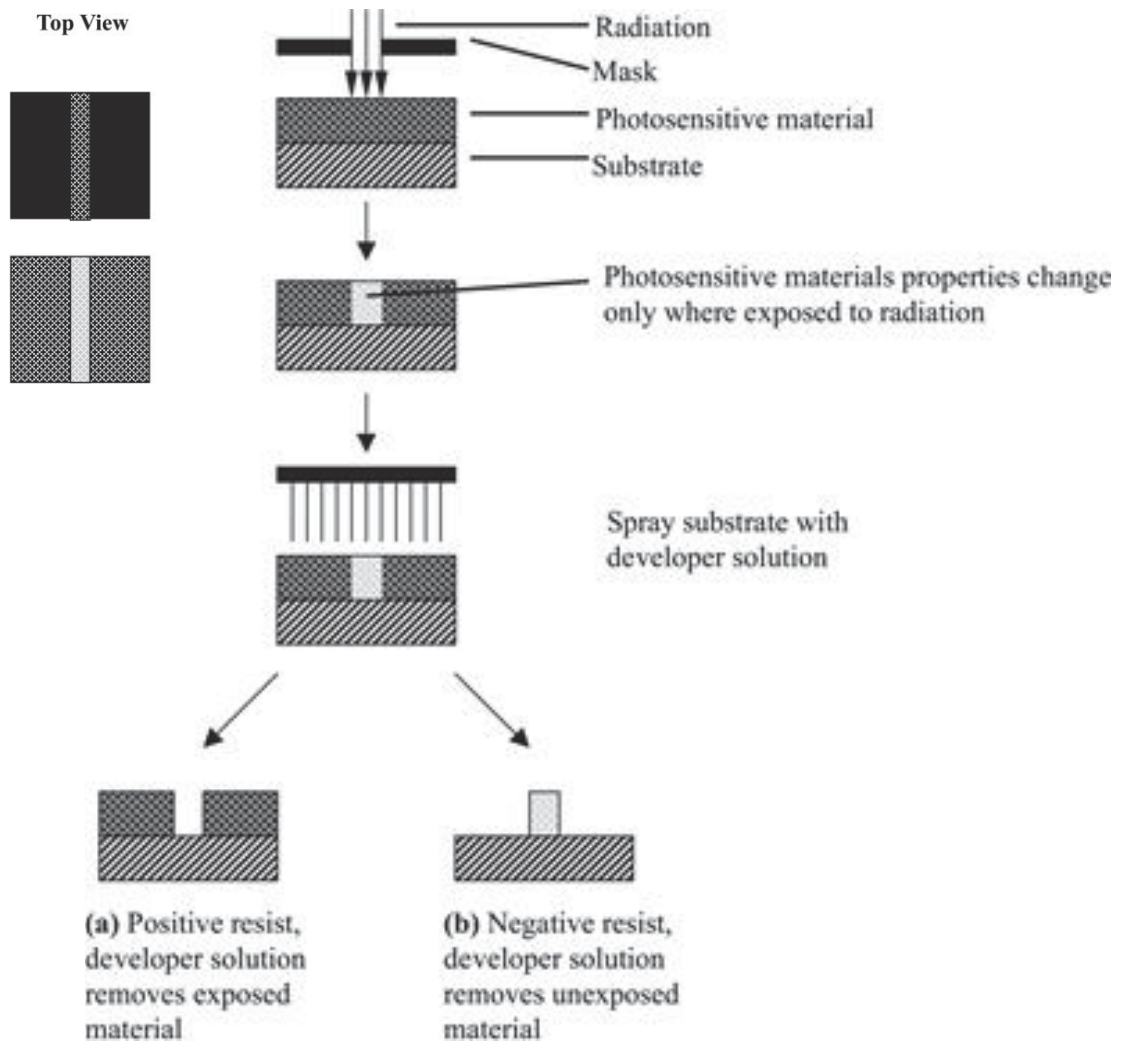 Top View
Radiation
Mask
Photosensitive material
Substrate
Photosensitive materials properties change
only where exposed to radiation
Spray substrate with
developer solution
(a) Positive resist,
developer solution
removes exposed
material
(b) Negative resist,
developer solution
removes unexposed
material